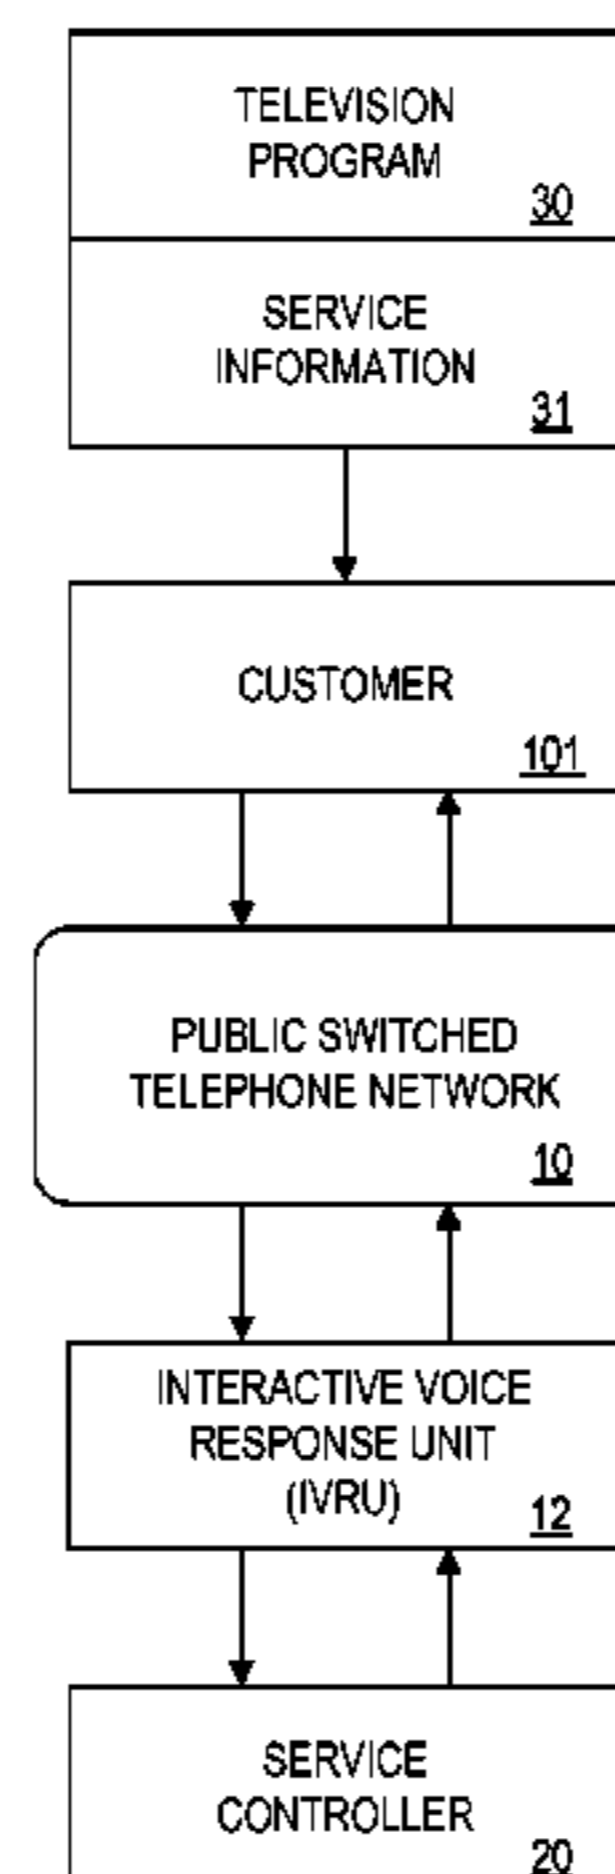 TELEVISION
PROGRAM
30
SERVICE
INFORMATION
31
CUSTOMER
101
PUBLIC SWITCHED
TELEPHONE NETWORK
10
INTERACTIVE VOICE
RESPONSE UNIT
(IVRU)
12
SERVICE
CONTROLLER
20